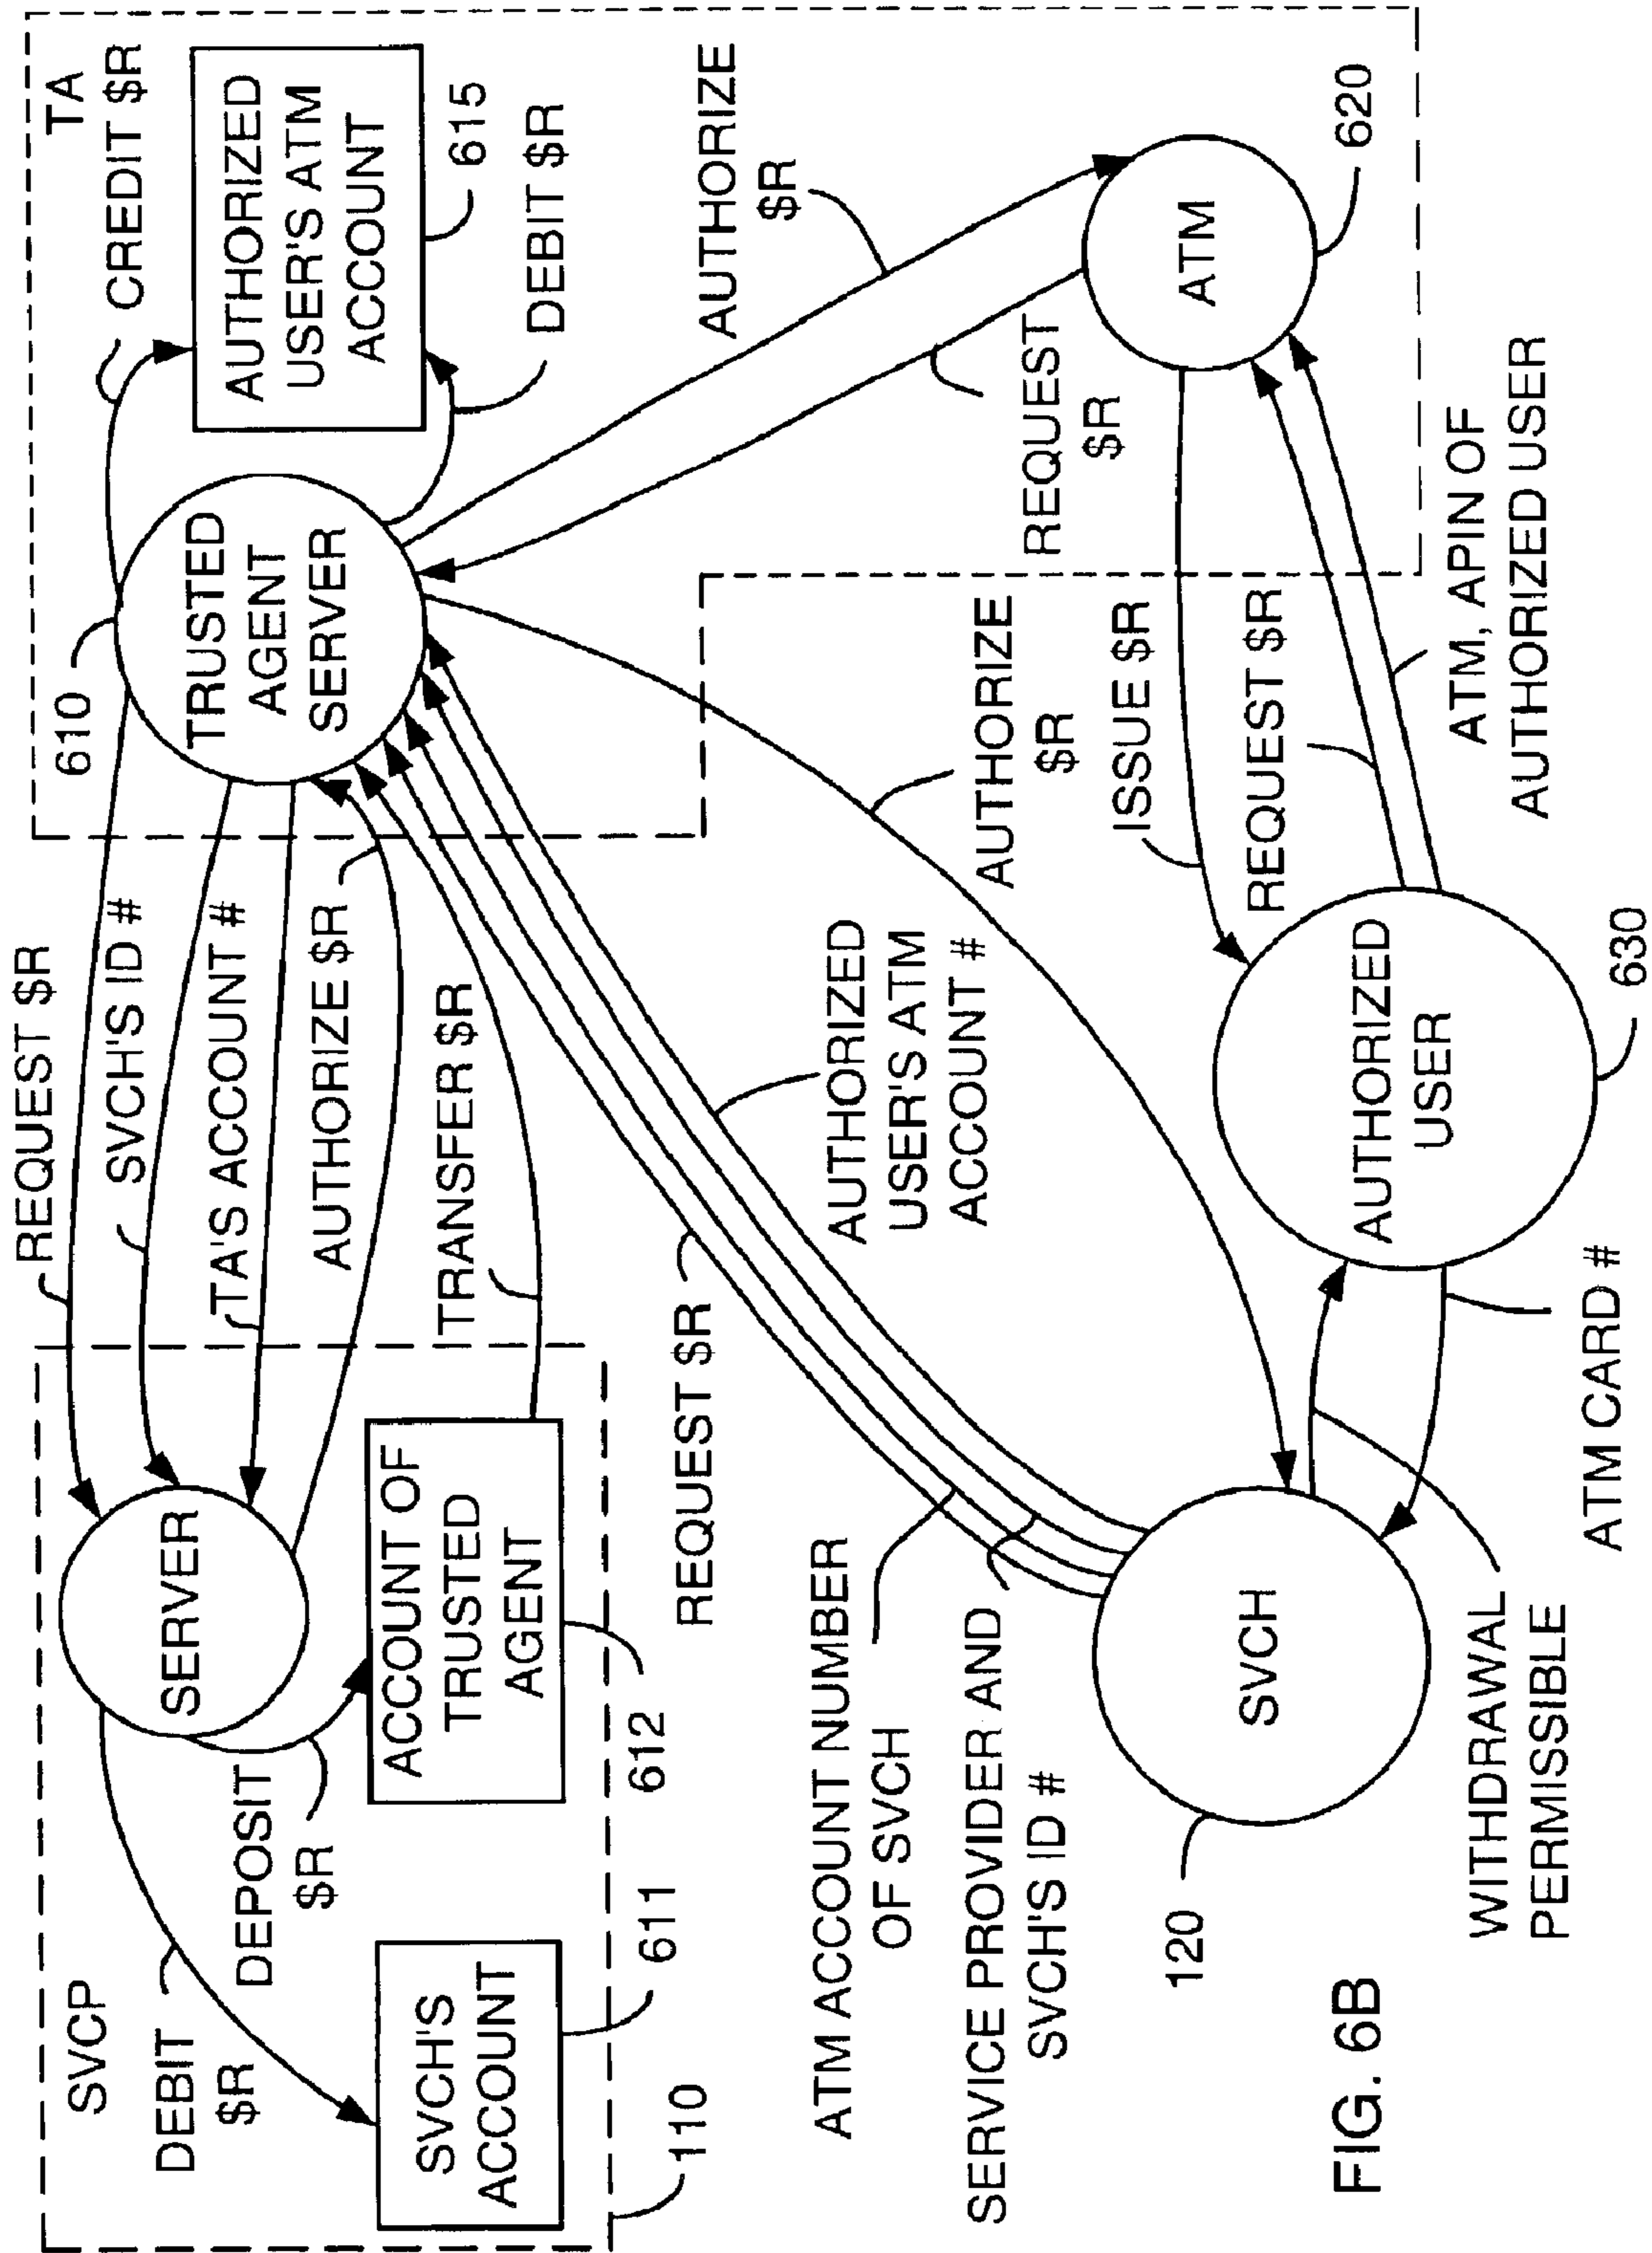 SVCP
DEBIT
$R
SVCH'S
ACCOUNT
611
110
DEPOSIT
$R
SERVER
ACCOUNT OF
TRUSTED
AGENT
612
REQUEST $R
SVCH'S ID #
TA'S ACCOUNT #
AUTHORIZE $R
TRANSFER $R
610
TRUSTED
AGENT
SERVER
TA
CREDIT $R
AUTHORIZED
USER'S ATM
ACCOUNT
615
DEBIT $R
AUTHORIZE
$R
REQUEST
$R
ATM
620
REQUEST $R
ATM ACCOUNT NUMBER
OF SVCH
SERVICE PROVIDER AND
SVCH'S ID #
AUTHORIZED
USER'S ATM
ACCOUNT #
AUTHORIZE
$R
ISSUE $R
REQUEST $R
ATM, APIN OF
AUTHORIZED USER
SVCH
120
AUTHORIZED
USER
630
ATM CARD #
WITHDRAWAL
PERMISSIBLE
FIG. 6B